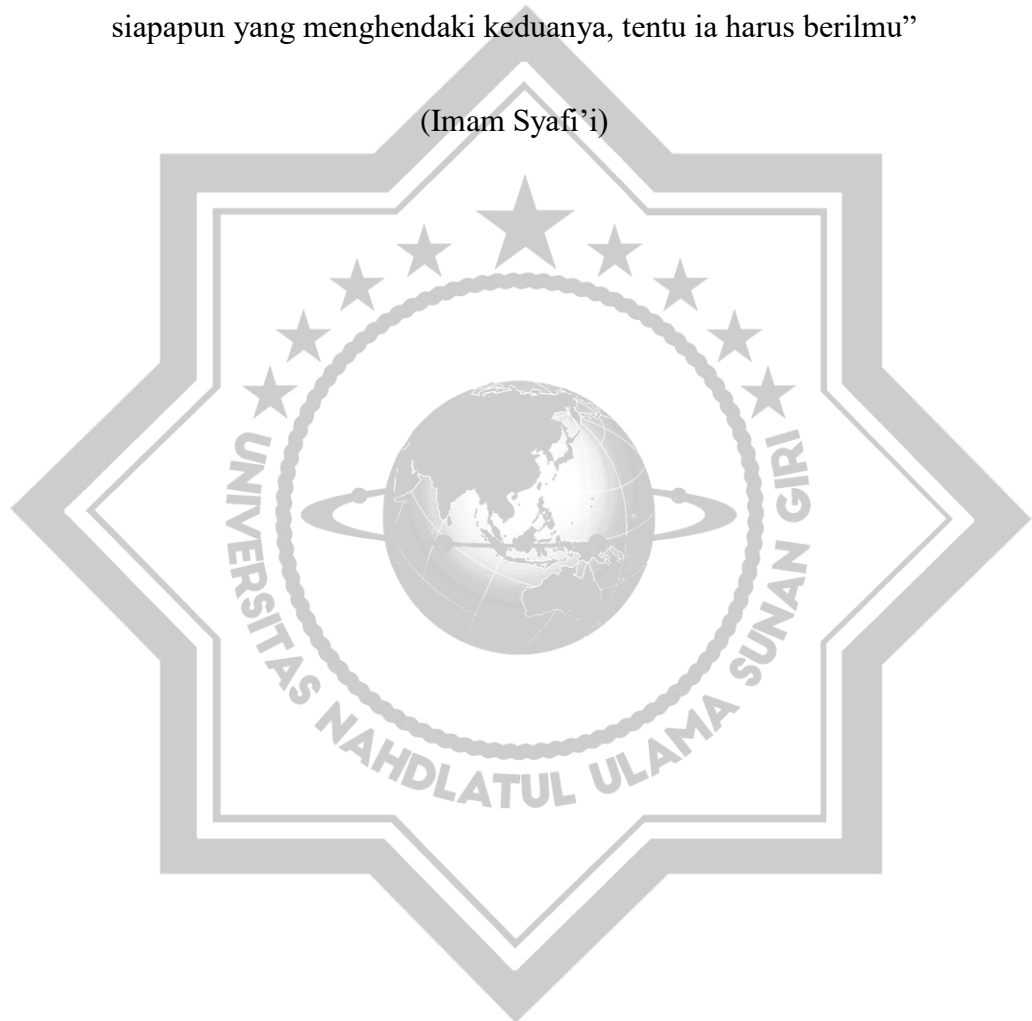 siapapun yang menghendaki keduanya, tentu ia harus berilmu”
(Imam Syafi’i)
UNIVERSITAS NAHDLATUL ULAMA SUNAN GIRI